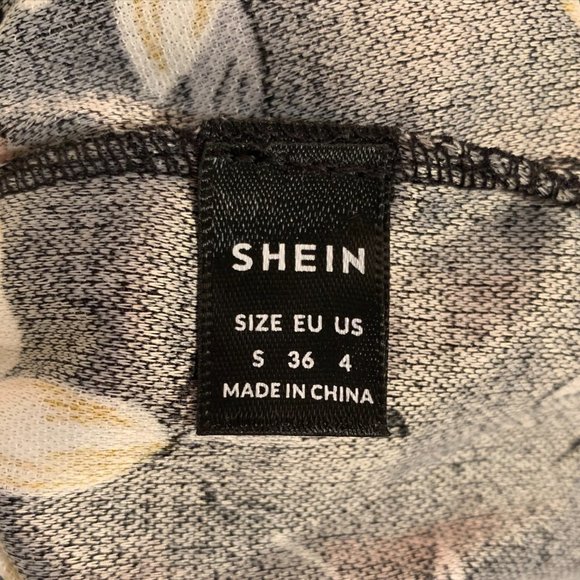 SHEIN
SIZE EU US
S 36 4
MADE IN CHINA